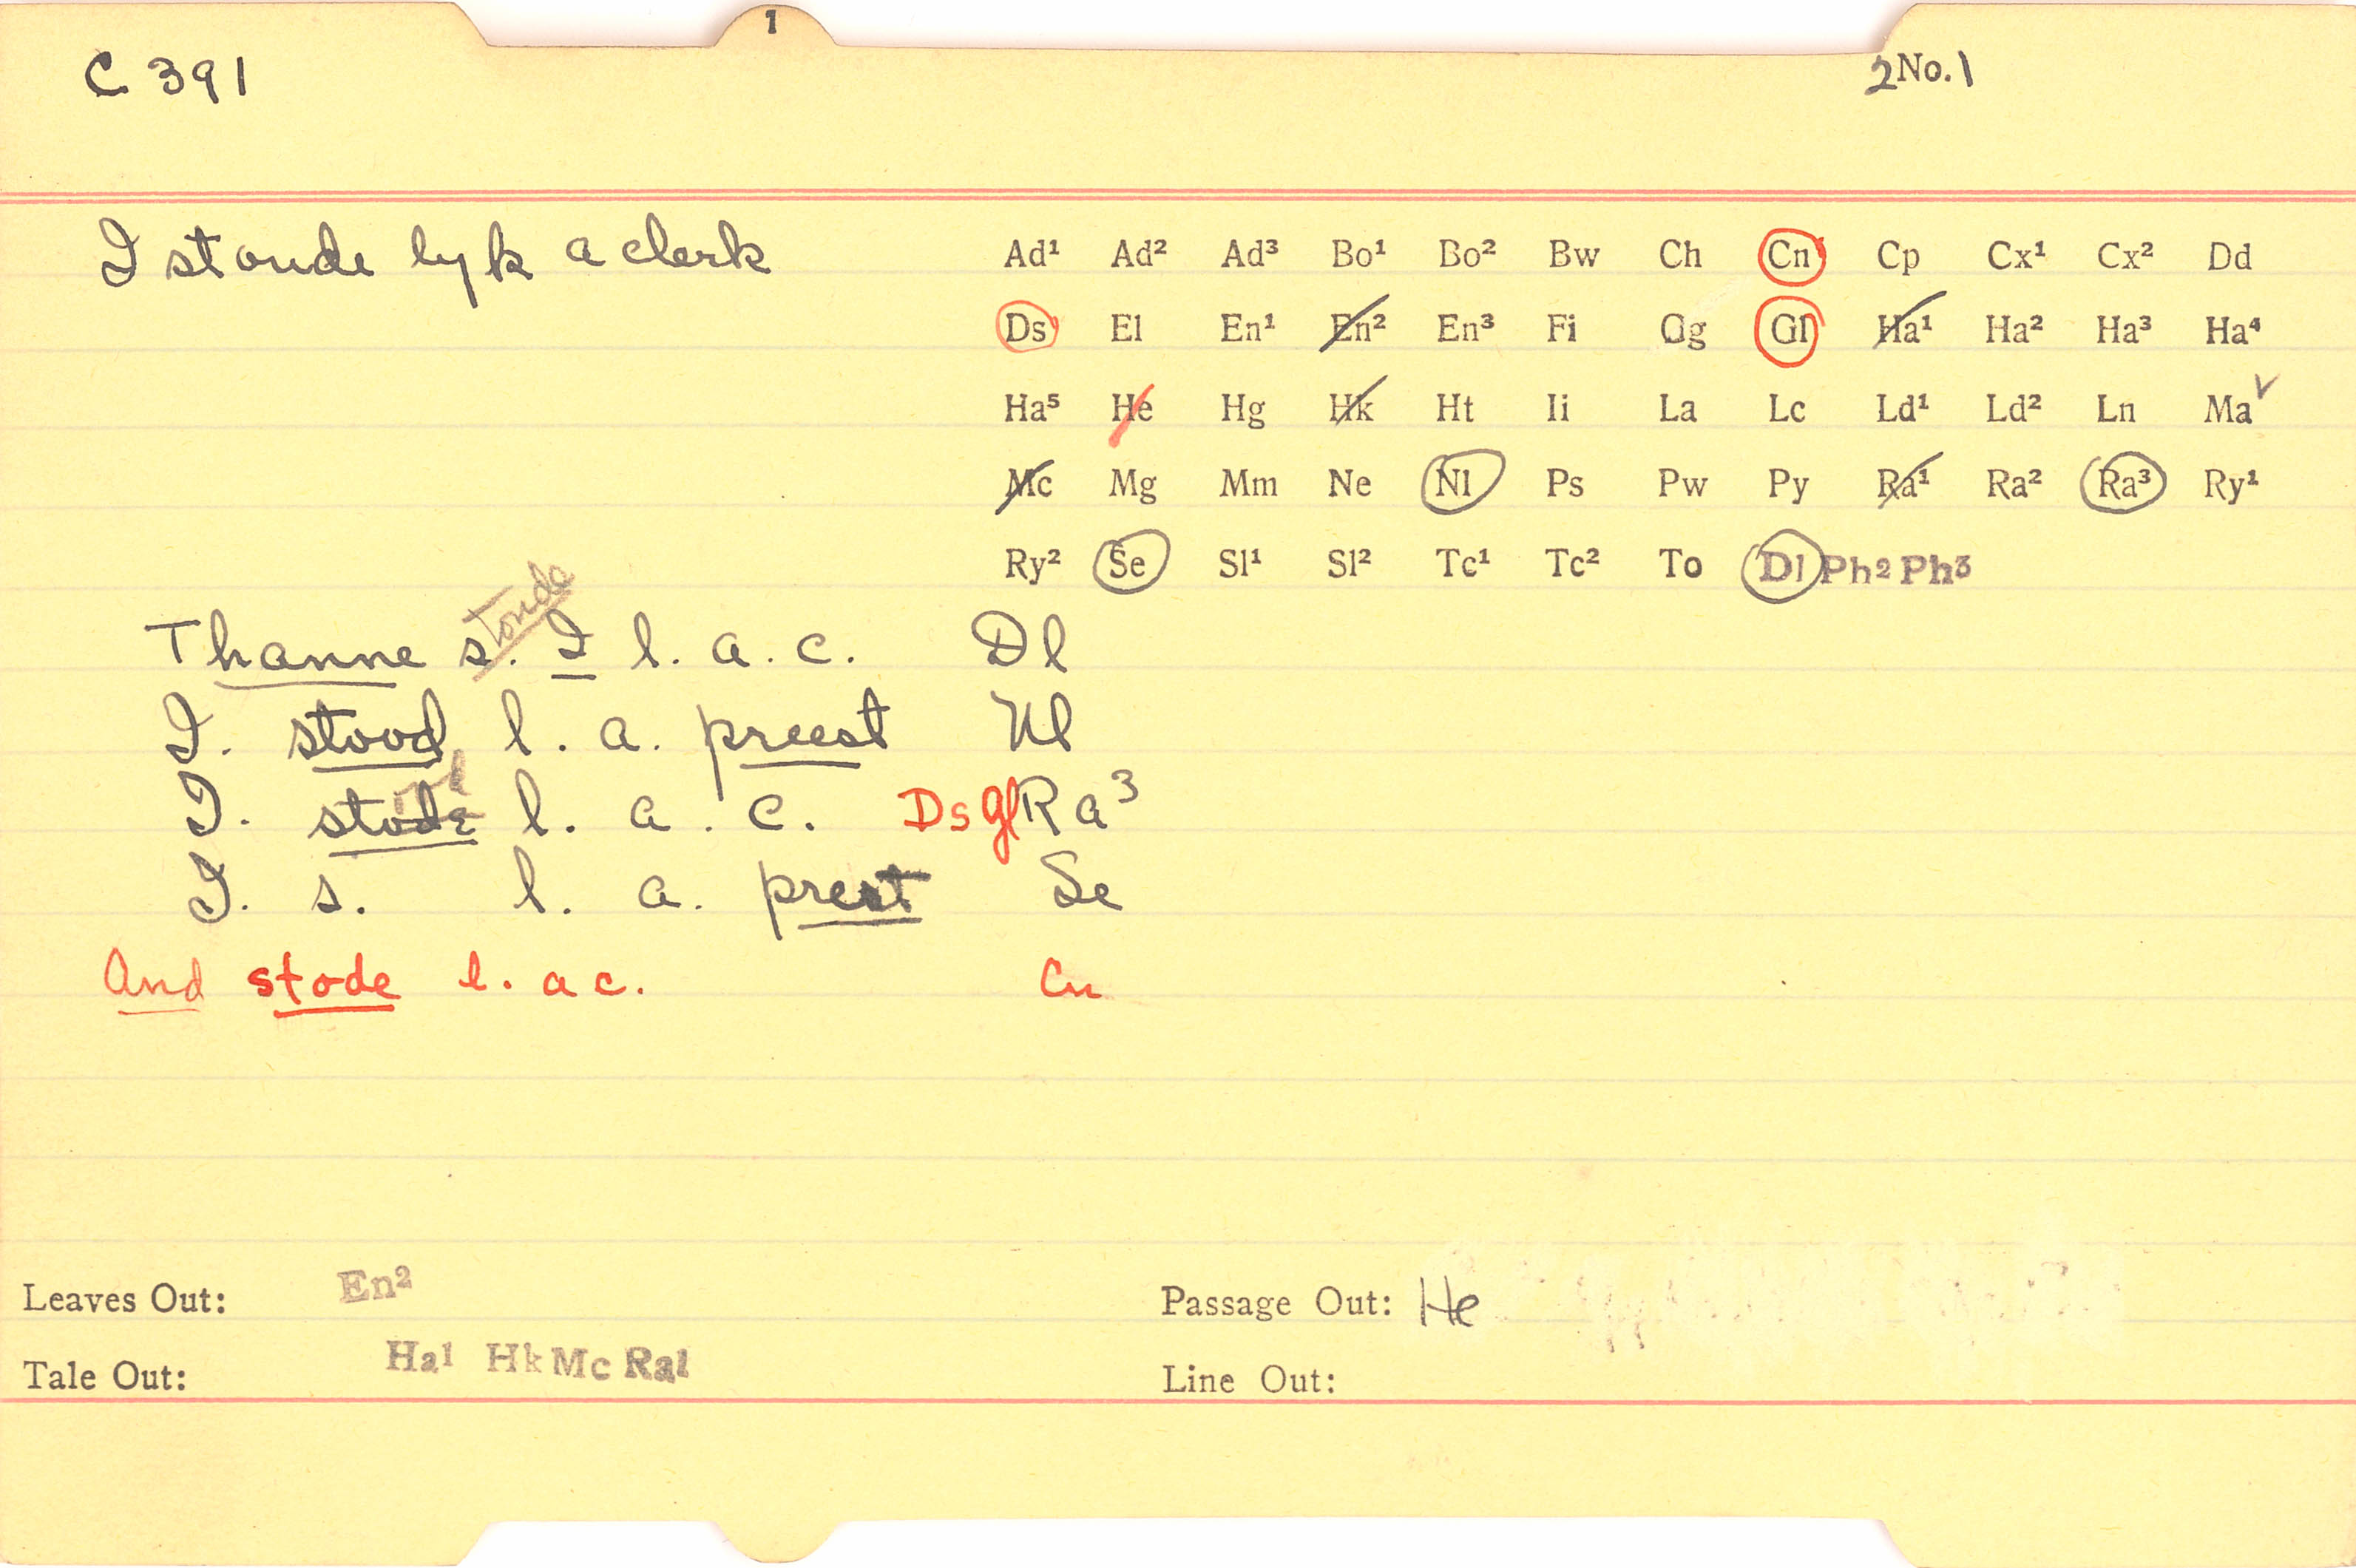 1
C 391
2No. 1
I stonde lyk a clerk
Ad¹ Ad² Ad³ Bo¹ Bo² Bw Ch Cn Cp Cx¹ Cx² Dd
Ds El En¹ En² En³ Fi Gg Gl Ha¹ Ha² Ha³ Ha⁴
Ha⁵ He Hg Hk Ht Ii La Lc Ld¹ Ld² Ln Ma
Mc Mg Mm Ne Nl Ps Pw Py Ra¹ Ra² Ra³ Ry¹
Ry² Se Sl¹ Sl² Tc¹ Tc² To Dl Ph² Ph³
stonde
Thanne s. I l. a. c. Dl
I. stood l. a. preest Nl
I. stode l. a. c. Ds Gl Ra³
I. s. l. a. prest Se
And stode l. a c. Cn
Leaves Out: En²
Passage Out: He
Tale Out: Ha¹ Hk Mc Ra¹
Line Out: